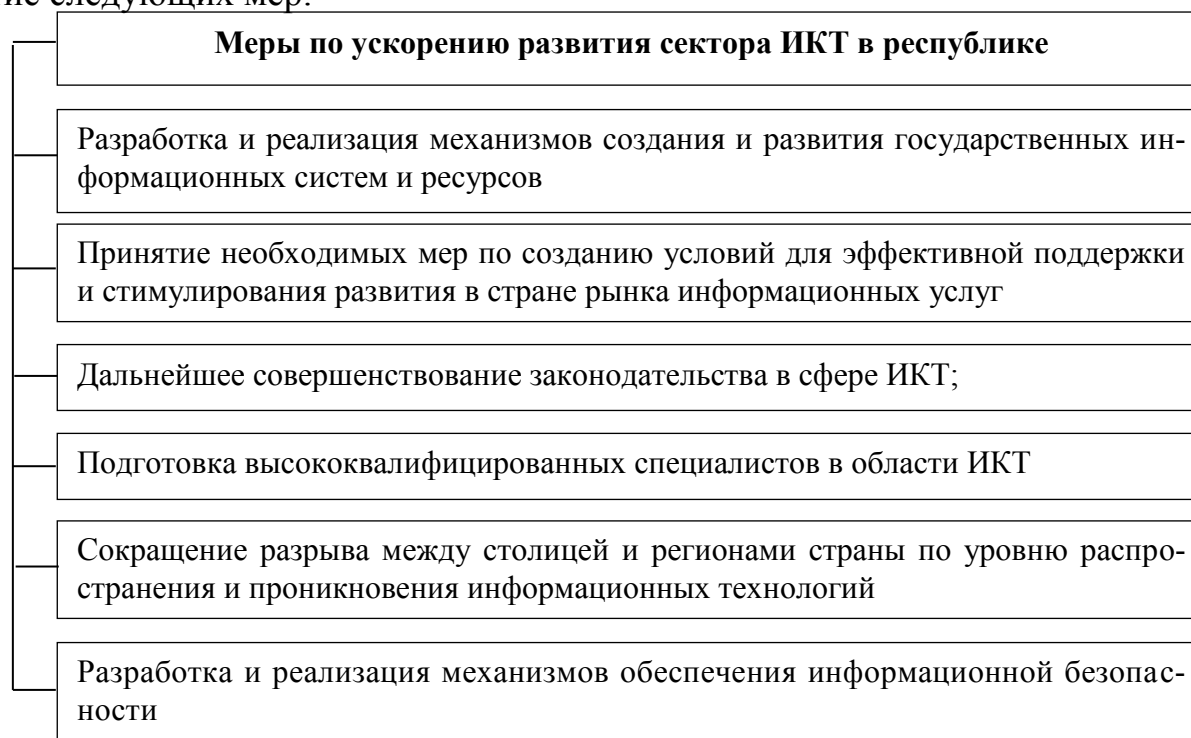 ие следующих мер:
Меры по ускорению развития сектора ИКТ в республике
Разработка и реализация механизмов создания и развития государственных ин-
формационных систем и ресурсов
Принятие необходимых мер по созданию условий для эффективной поддержки
и стимулирования развития в стране рынка информационных услуг
Дальнейшее совершенствование законодательства в сфере ИКТ;
Подготовка высококвалифицированных специалистов в области ИКТ
Сокращение разрыва между столицей и регионами страны по уровню распро-
странения и проникновения информационных технологий
Разработка и реализация механизмов обеспечения информационной безопас-
ности